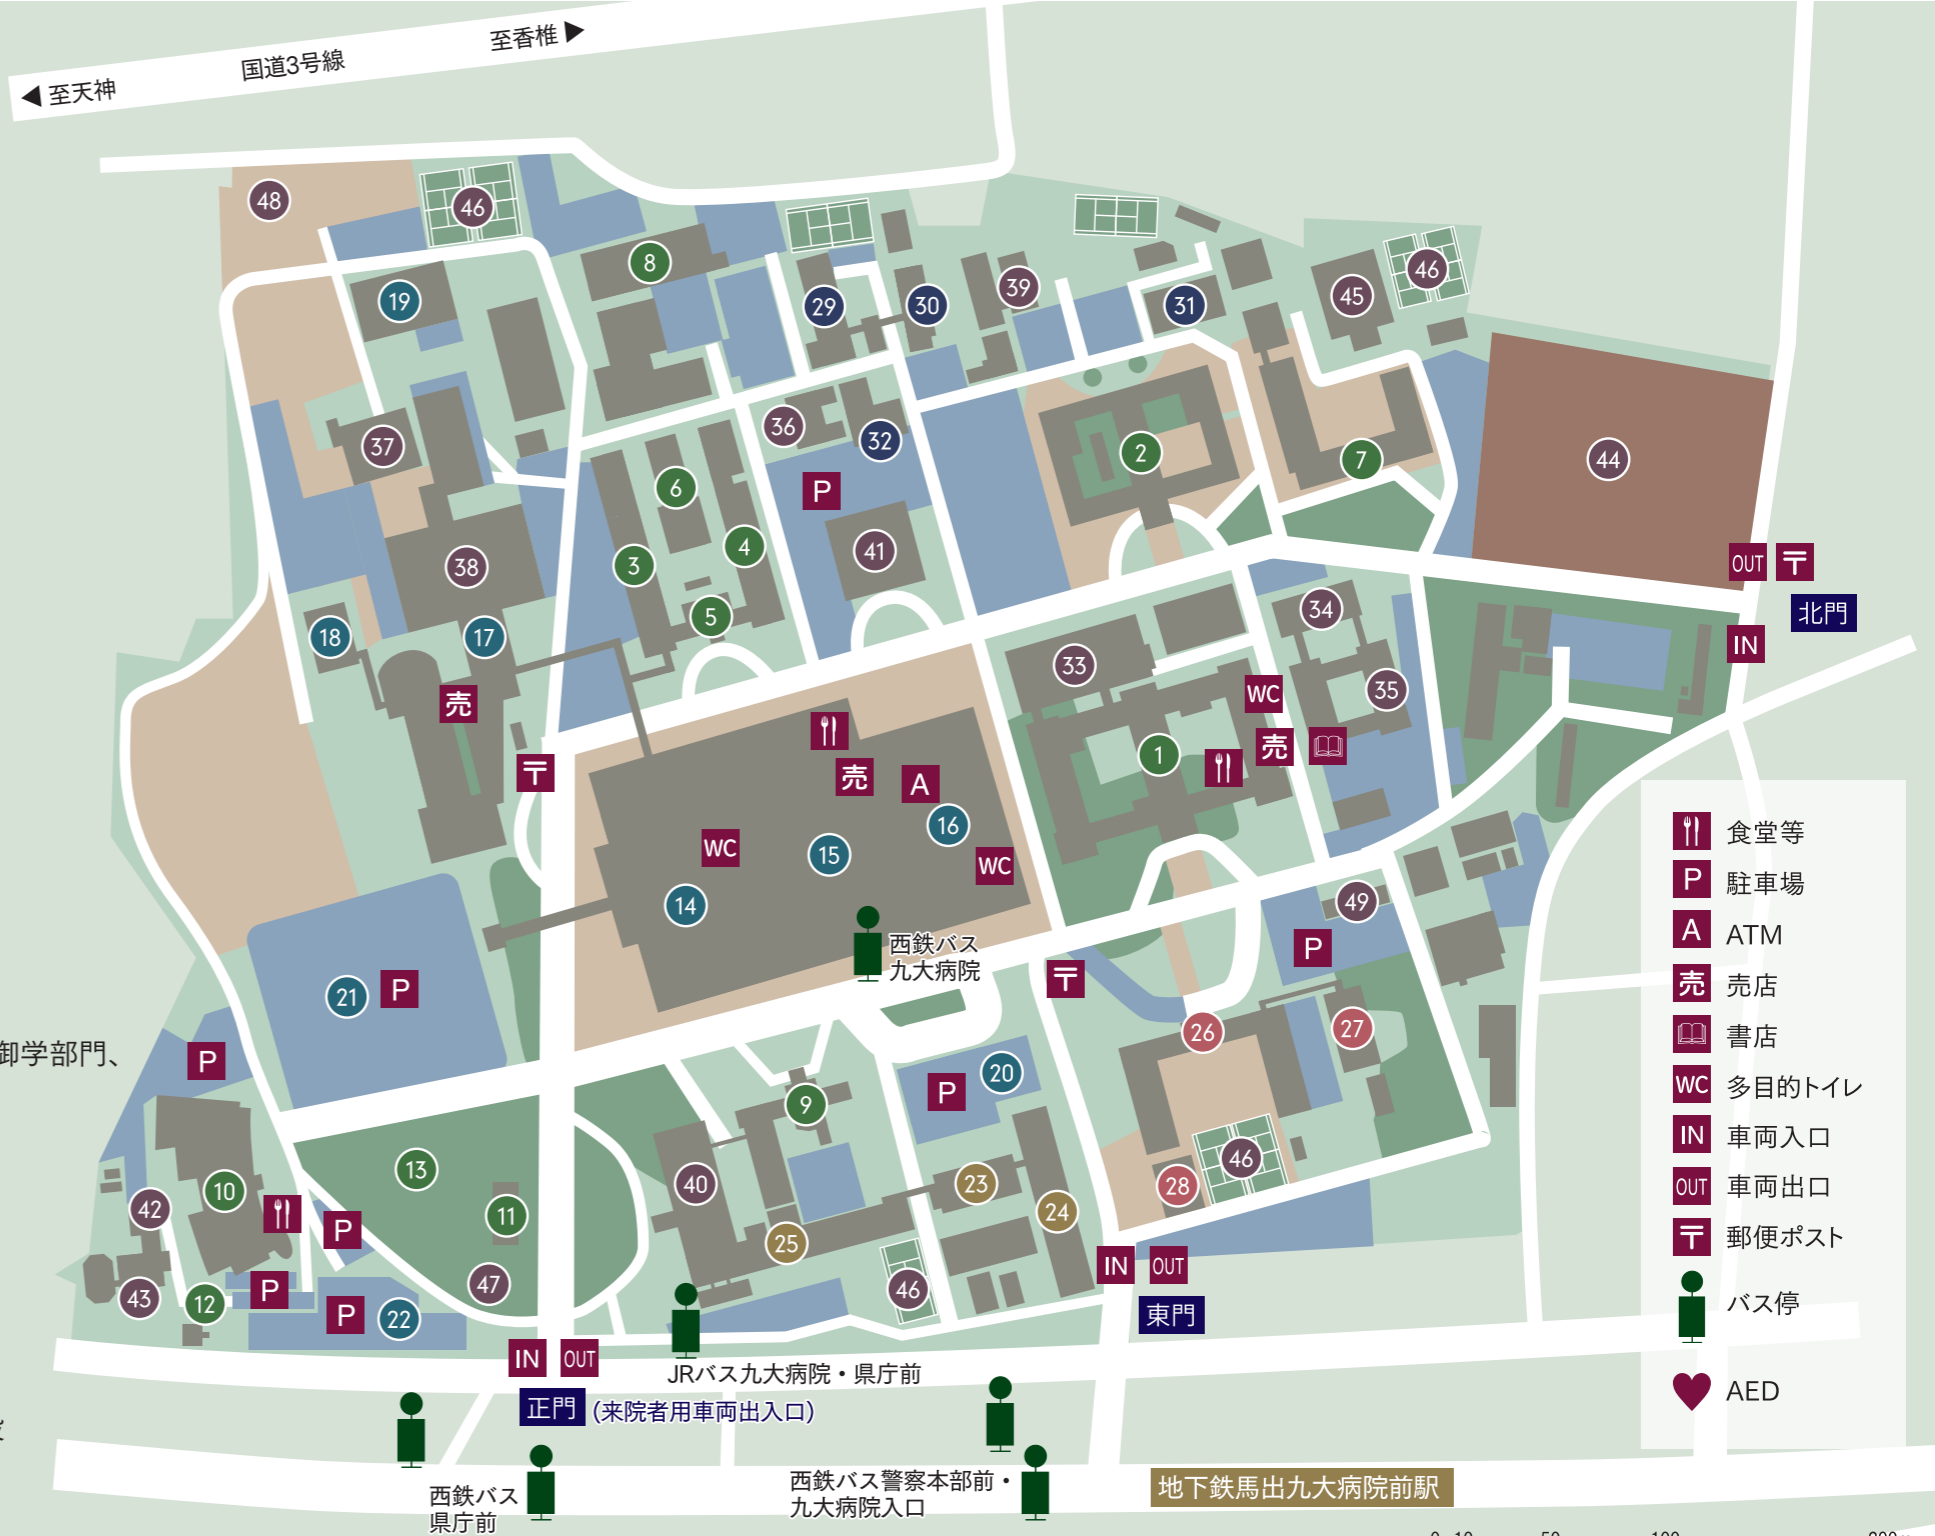 至香椎
国道3号線
至天神
48
46
8
19
29
30
39
31
45
46
37
36
32
2
7
44
6
P
3
4
41
38
5
OUT
〒
北門
18
17
34
IN
33
35
売
WC
売
1
〒
売
A
16
WC
15
WC
14
49
P
西鉄バス
九大病院
〒
21
P
26
27
御学部門、
P
20
P
9
13
40
46
10
42
11
23
28
24
P
25
43
12
P
47
46
P
22
IN
OUT
東門
IN
OUT
JRバス九大病院・県庁前
正門
(来院者用車両出入口)
西鉄バス
県庁前
西鉄バス警察本部前・
九大病院入口
地下鉄馬出九大病院前駅
食堂等
P
駐車場
A
ATM
売
売店
書店
WC
多目的トイレ
IN
車両入口
OUT
車両出口
〒
郵便ポスト
バス停
AED